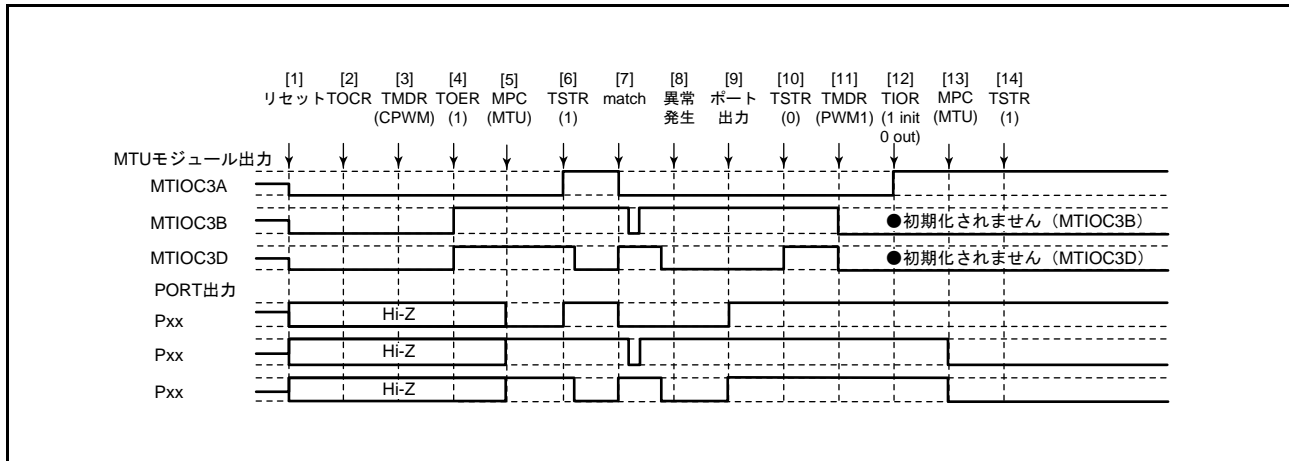 [1] [2] [3] [4] [5] [6] [7] [8] [9] [10] [11] [12] [13] [14]
リセット TOCR TMDR TOER MPC TSTR match 異常 ポート TSTR TMDR TIOR MPC TSTR
(CPWM) (1) (MTU) (1) 発生 出力 (0) (PWM1) (1 init (MTU) (1)
0 out)
MTUモジュール出力
MTIOC3A
MTIOC3B ●初期化されません（MTIOC3B）
MTIOC3D ●初期化されません（MTIOC3D）
PORT出力
Pxx Hi-Z
Pxx Hi-Z
Pxx Hi-Z